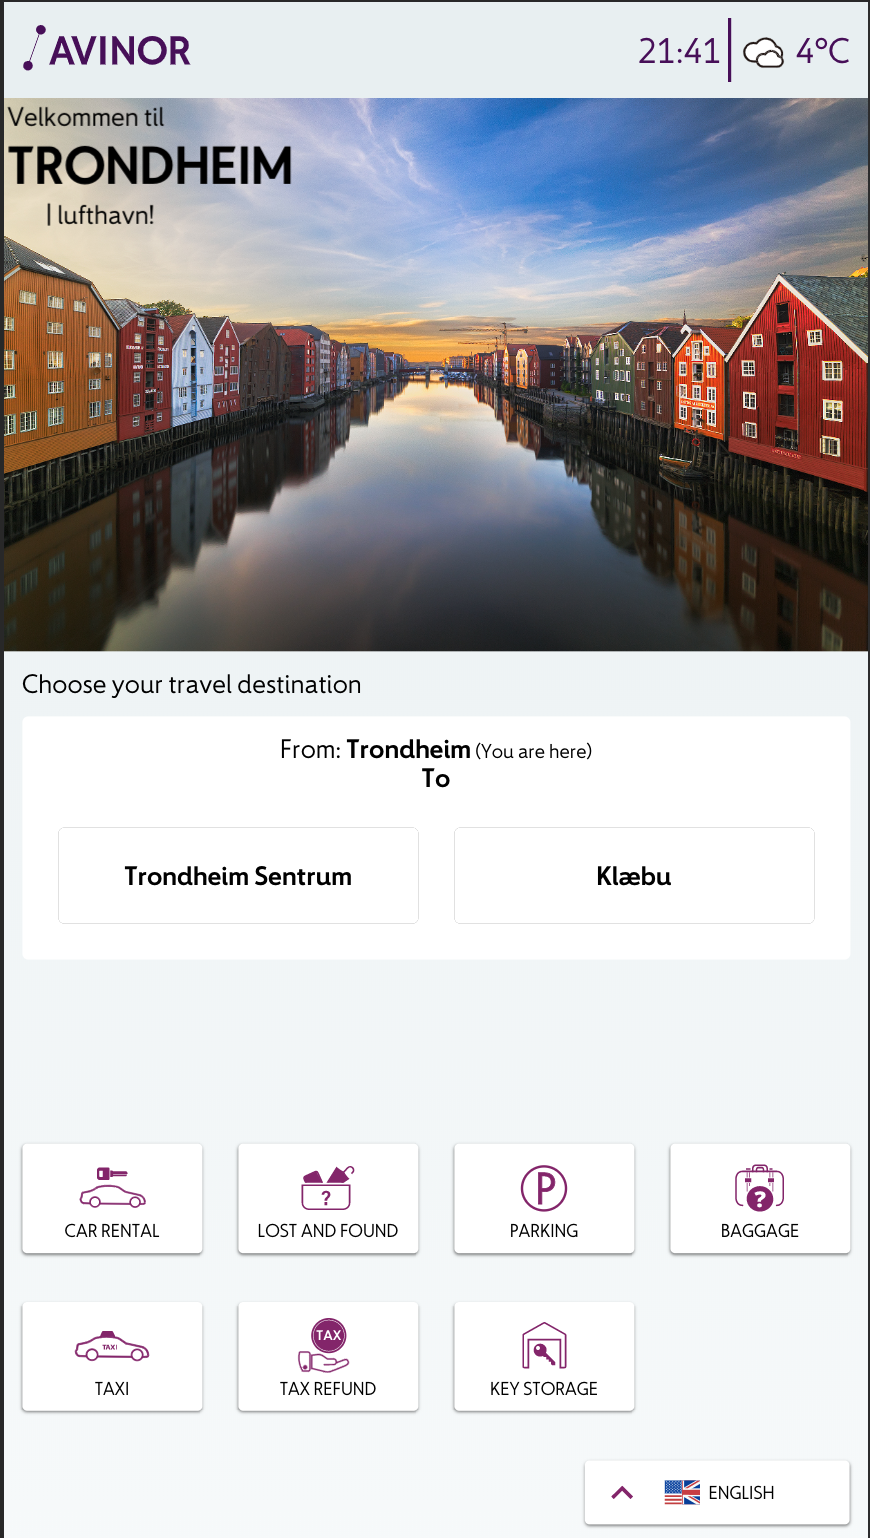 AVINOR
21:41
4°C
Velkommen til
TRONDHEIM
| lufthavn!
Choose your travel destination
From: Trondheim (You are here)
To
Trondheim Sentrum
Klæbu
?
P
?
CAR RENTAL
LOST AND FOUND
PARKING
BAGGAGE
TAXI
TAX
TAXI
TAX REFUND
KEY STORAGE
ENGLISH